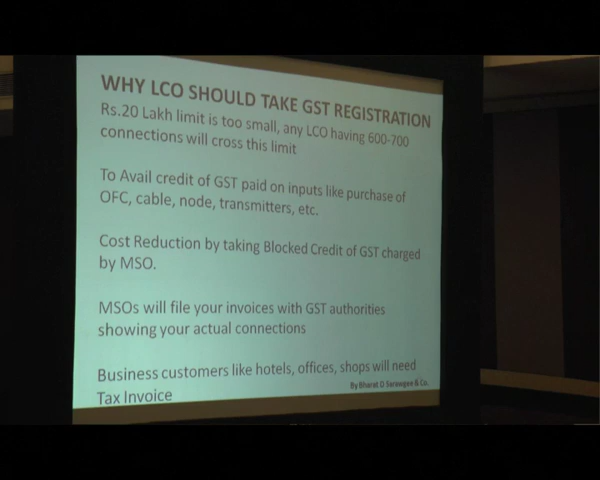 WHY LCO SHOULD TAKE GST REGISTRATION
Rs.20 Lakh limit is too small, any LCO having 600-700
connections will cross this limit
To Avail credit of GST paid on inputs like purchase of
OFC, cable, node, transmitters, etc.
Cost Reduction by taking Blocked Credit of GST charged
by MSO.
MSOs will file your invoices with GST authorities
showing your actual connections
Business customers like hotels, offices, shops will need
Tax Invoice
By Bharat D Sarawgee & Co.